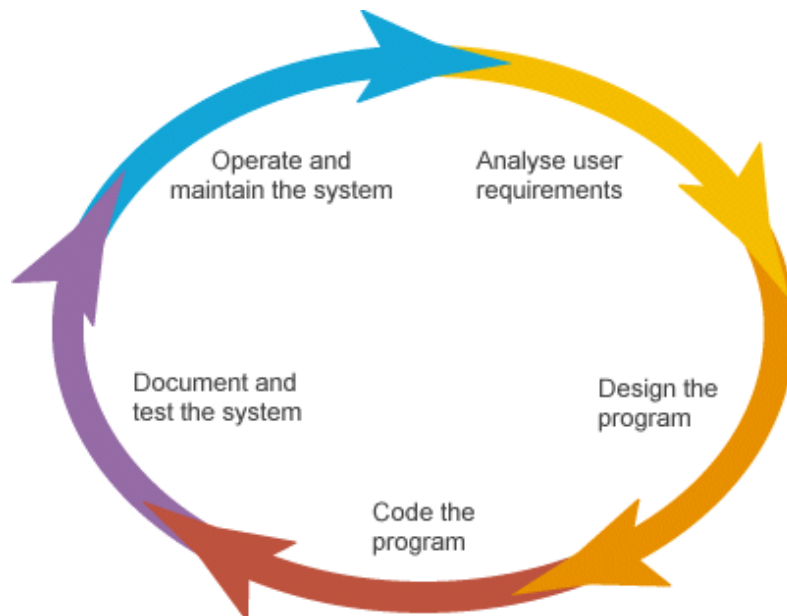 Operate and
maintain the system
Analyse user
requirements
Design the
program
Code the
program
Document and
test the system